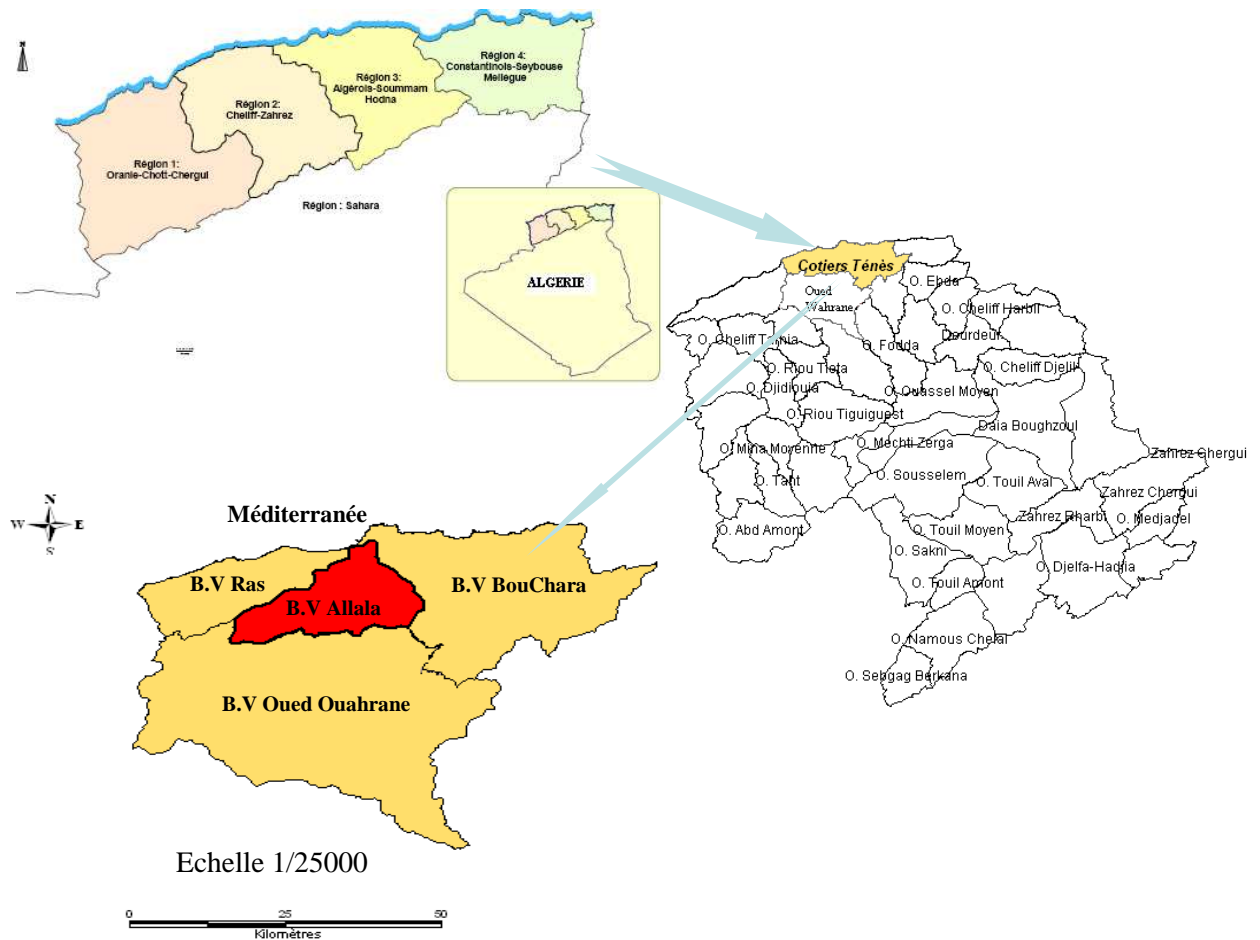 N
Région 4:
Constantinois-Seybouse
Mellegue
Région 3:
Algérois-Soummam
Hodna
Région 2:
Cheliff-Zahrez
Région 1:
Oranie-Chott-Chergui
Région : Sahara
ALGERIE
Cotiers Ténès
O. Ebda
Oued
Wahrane
O. Cheliff Harbil
O. Cheliff Tarhia
O. Fodda
Dourdeur
O. Riou Tleta
O. Cheliff Djelil
O. Djidiouia
O. Ouassel Moyen
O. Riou Tiguiguest
Daia Boughzoul
O. Mina Moyenne
O. Mechti Zerga
Zahrez Chergui
O. Taht
O. Sousselem
O. Touil Aval
Zahrez Chergui
O. Abd Amont
O. Touil Moyen
Zahrez Rharbi
O. Medjadel
O. Sakni
O. Touil Amont
O. Djelfa-Hadjia
O. Namous Chelal
O. Sebgag Berkana
N
W
E
S
Méditerranée
B.V Ras
B.V Allala
B.V BouChara
B.V Oued Ouahrane
Echelle 1/25000
0 25 50
Kilomètres